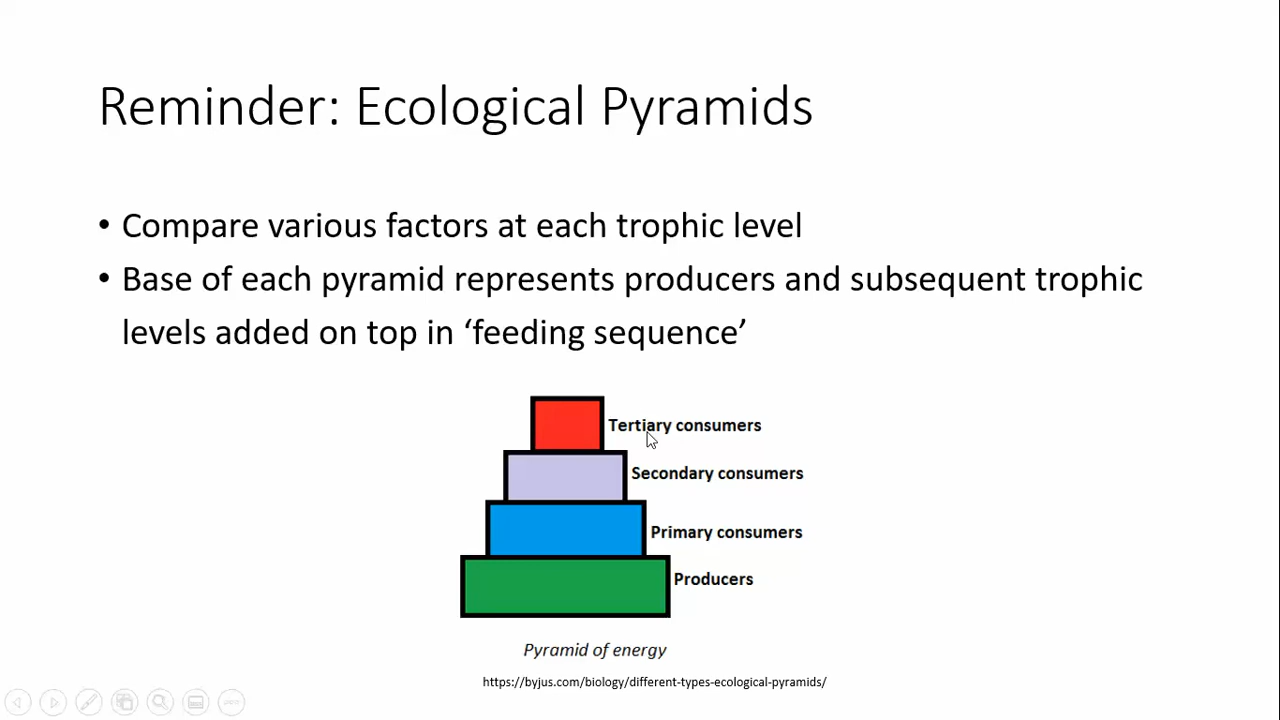 Reminder: Ecological Pyramids
• Compare various factors at each trophic level
• Base of each pyramid represents producers and subsequent trophic
levels added on top in ‘feeding sequence’
Tertiary consumers
Secondary consumers
Primary consumers
Producers
Pyramid of energy
https://byjus.com/biology/different-types-ecological-pyramids/